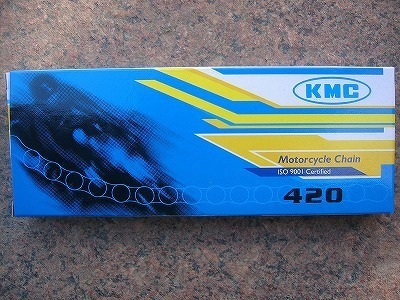 KMC
Motorcycle Chain
ISO 9001 Certified
420